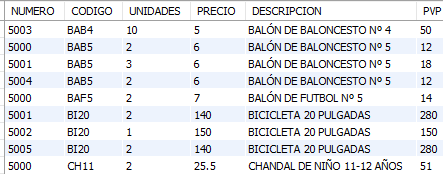 NUMERO CODIGO UNIDADES PRECIO DESCRIPCION PVP
5003 BAB4 10 5 BALÓN DE BALONCESTO Nº 4 50
5000 BAB5 2 6 BALÓN DE BALONCESTO Nº 5 12
5001 BAB5 3 6 BALÓN DE BALONCESTO Nº 5 18
5004 BAB5 2 6 BALÓN DE BALONCESTO Nº 5 12
5000 BAF5 2 7 BALÓN DE FUTBOL Nº 5 14
5001 BI20 2 140 BICICLETA 20 PULGADAS 280
5002 BI20 1 150 BICICLETA 20 PULGADAS 150
5005 BI20 2 140 BICICLETA 20 PULGADAS 280
5000 CH11 2 25.5 CHANDAL DE NIÑO 11-12 AÑOS 51